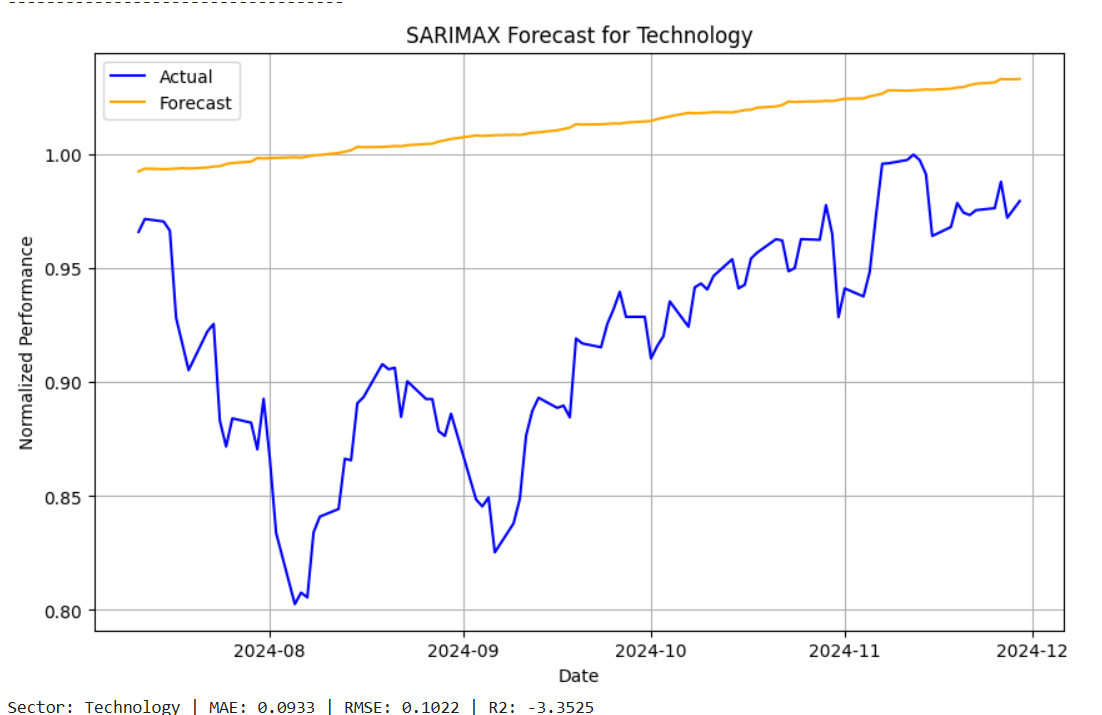 -----------------------------------
SARIMAX Forecast for Technology
Actual
Forecast
1.00
0.95
0.90
0.85
0.80
Normalized Performance
2024-08 2024-09 2024-10 2024-11 2024-12
Date
Sector: Technology | MAE: 0.0933 | RMSE: 0.1022 | R2: -3.3525